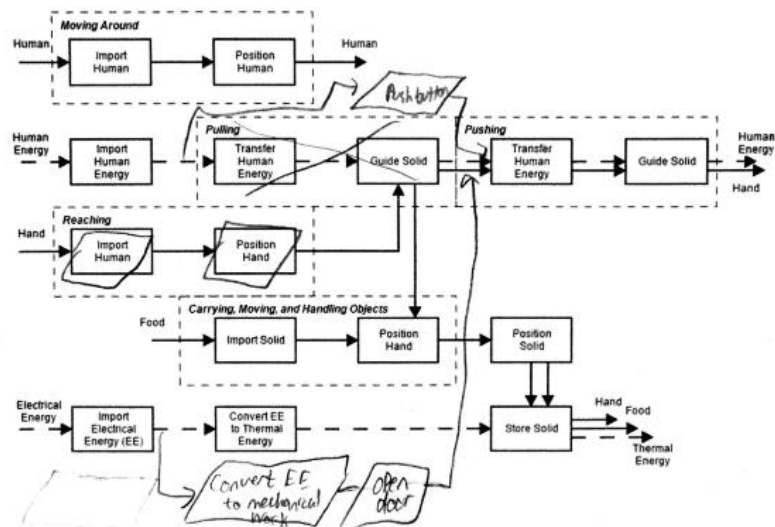 Moving Around
Human
Import
Human
Position
Human
Human
Pushbutton
Human
Energy
Import
Human
Energy
Pulling
Transfer
Human
Energy
Guide Solid
Pushing
Transfer
Human
Energy
Guide Solid
Human
Energy
Hand
Reaching
Hand
Import
Human
Position
Hand
Carrying, Moving, and Handling Objects
Food
Import Solid
Position
Hand
Position
Solid
Electrical
Energy
Import
Electrical
Energy (EE)
Convert EE
to Thermal
Energy
Store Solid
Hand
Food
Thermal
Energy
Convert EE
to mechanical
work
open
door